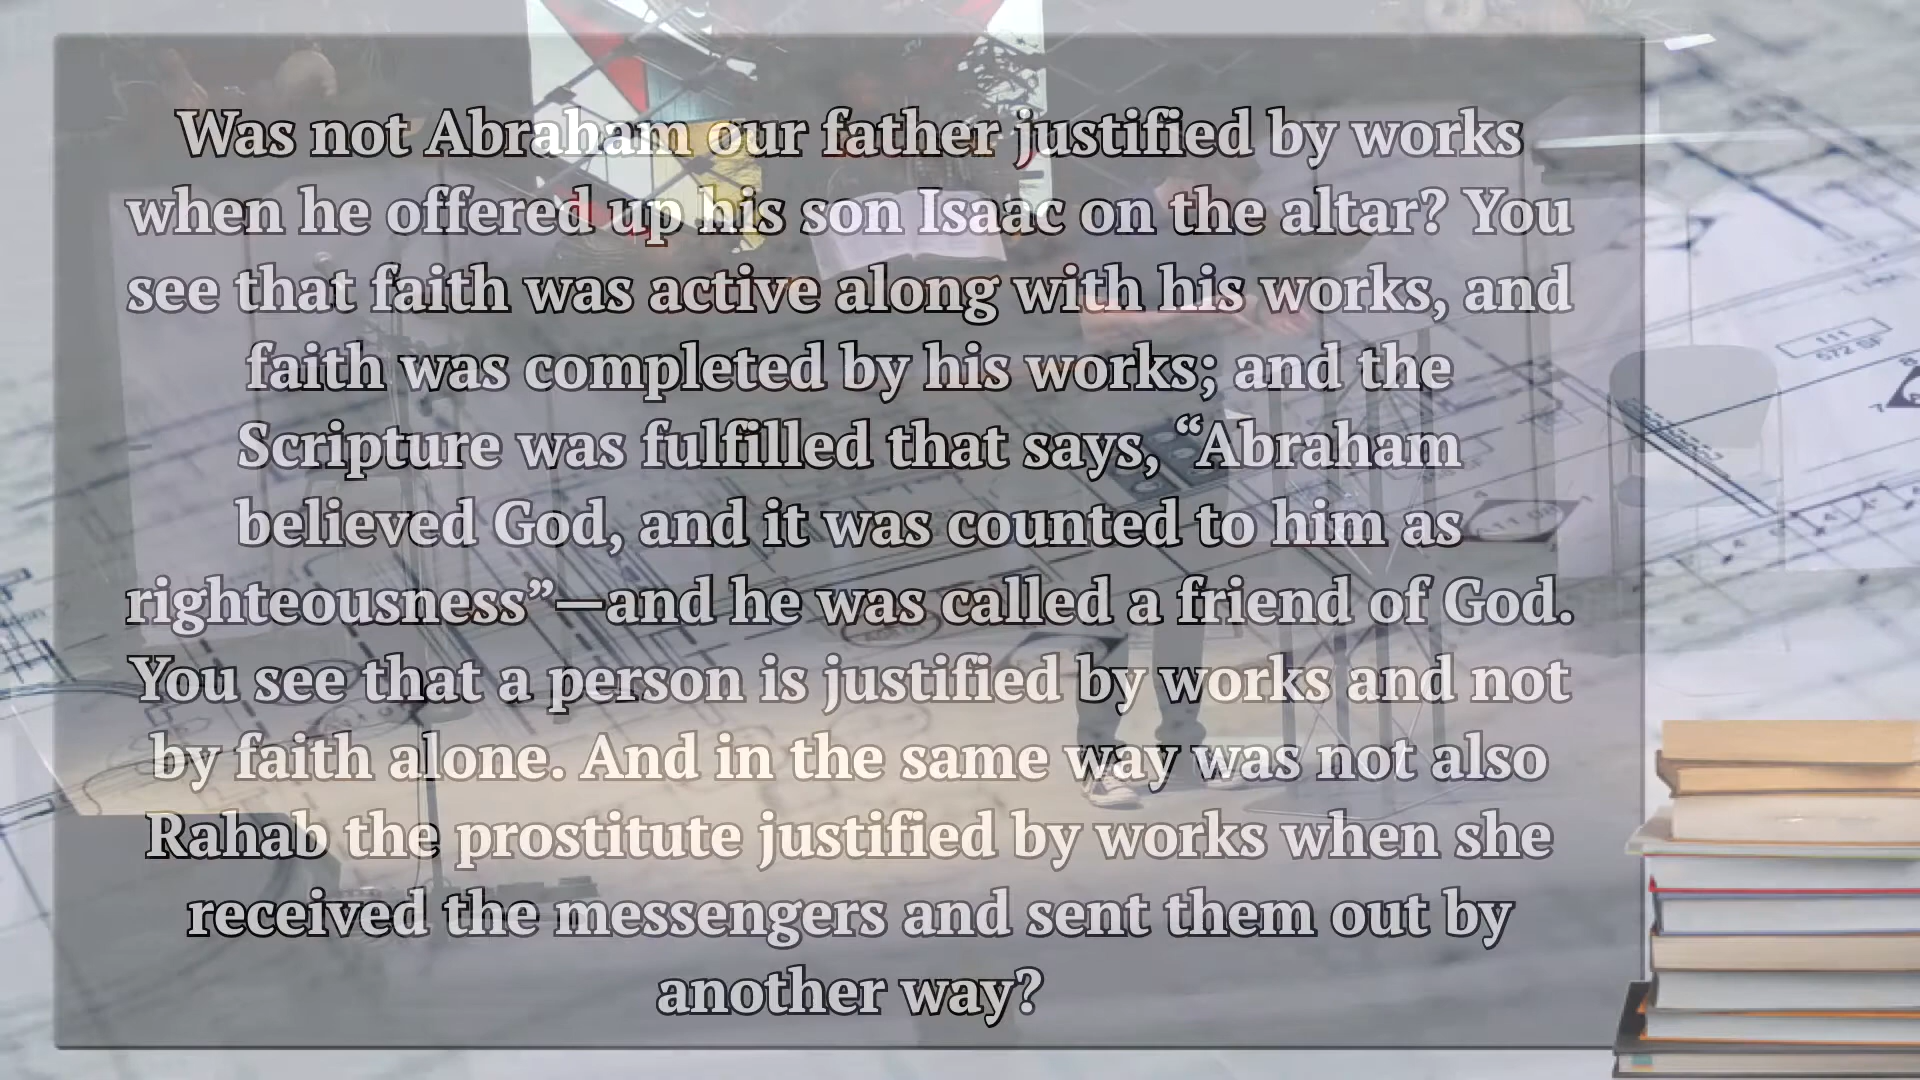 Was not Abraham our father justified by works
when he offered up his son Isaac on the altar? You
see that faith was active along with his works, and
faith was completed by his works; and the
Scripture was fulfilled that says, “Abraham
believed God, and it was counted to him as
righteousness”—and he was called a friend of God.
You see that a person is justified by works and not
by faith alone. And in the same way was not also
Rahab the prostitute justified by works when she
received the messengers and sent them out by
another way?
111
672 SF